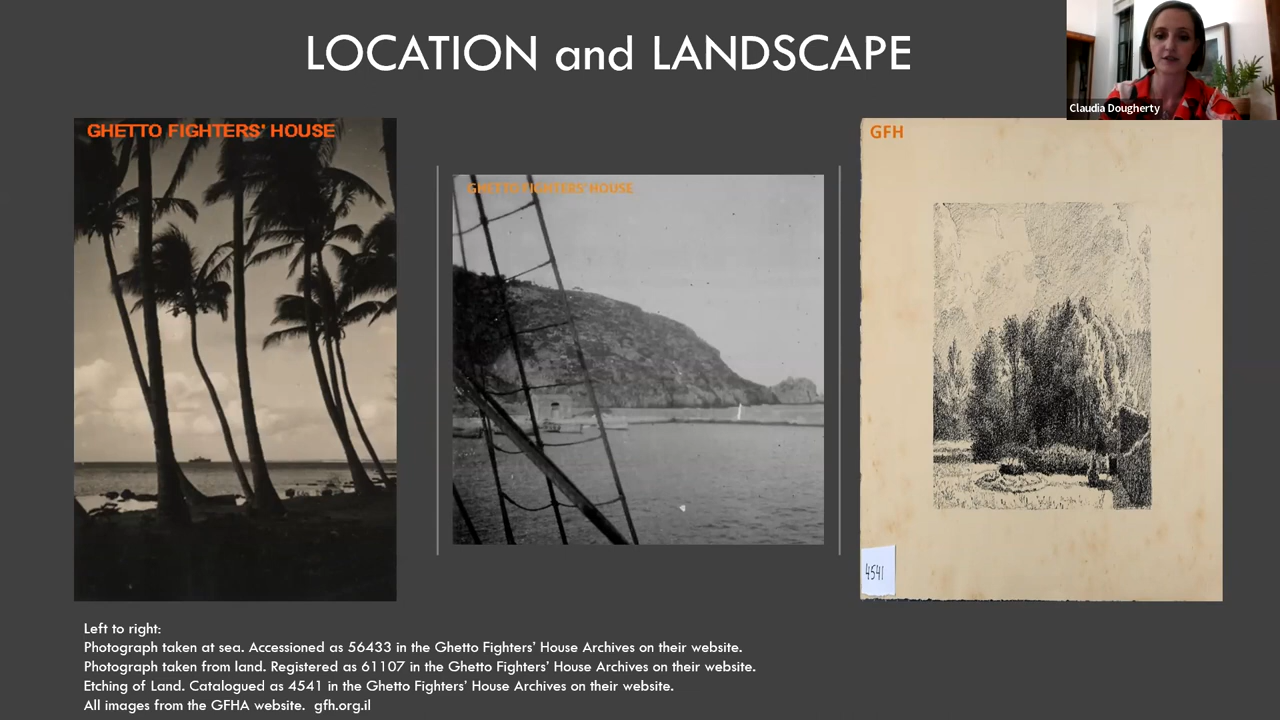 LOCATION and LANDSCAPE
Claudia Dougherty
GHETTO FIGHTERS' HOUSE
GHETTO FIGHTERS' HOUSE
GFH
4541
Left to right:
Photograph taken at sea. Accessioned as 56433 in the Ghetto Fighters' House Archives on their website.
Photograph taken from land. Registered as 61107 in the Ghetto Fighters' House Archives on their website.
Etching of Land. Catalogued as 4541 in the Ghetto Fighters' House Archives on their website.
All images from the GFHA website. gfh.org.il